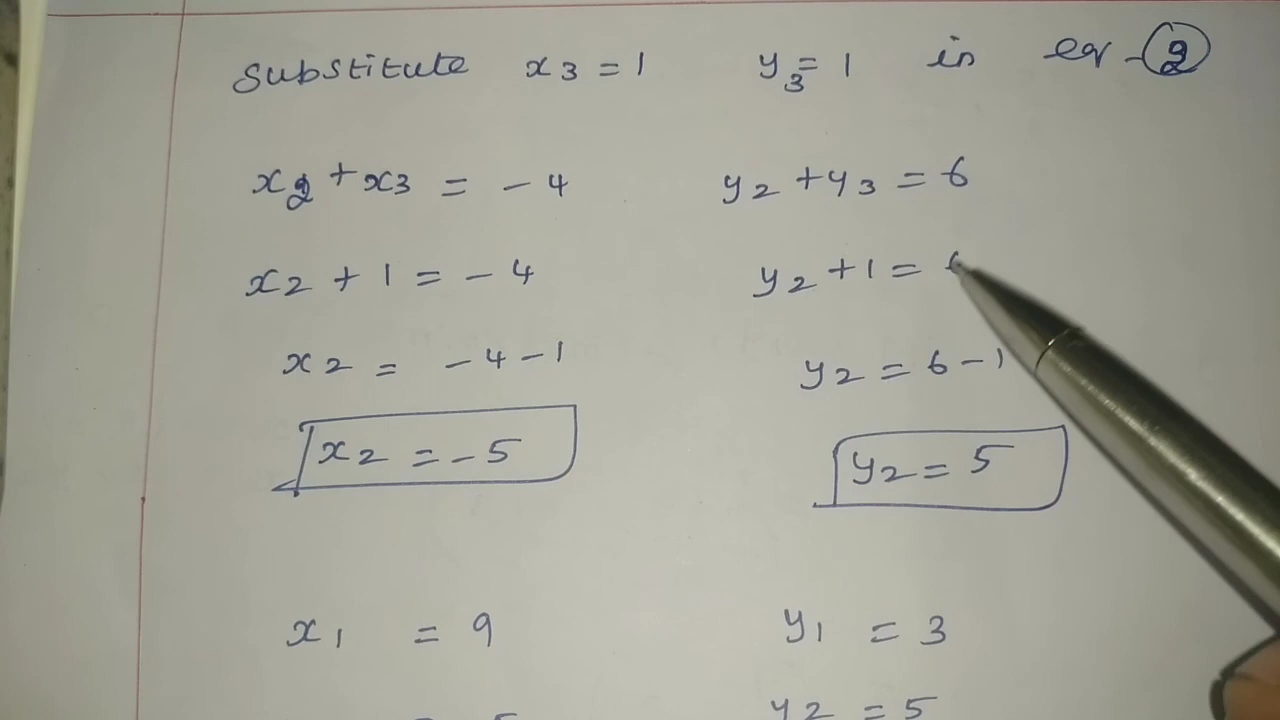 Substitute x3 = 1 y3 = 1 in eq - 2
x2 + x3 = - 4 y2 + y3 = 6
x2 + 1 = - 4 y2 + 1 = 6
x2 = - 4 - 1 y2 = 6 - 1
x2 = - 5 y2 = 5
x1 = 9 y1 = 3
y2 = 5